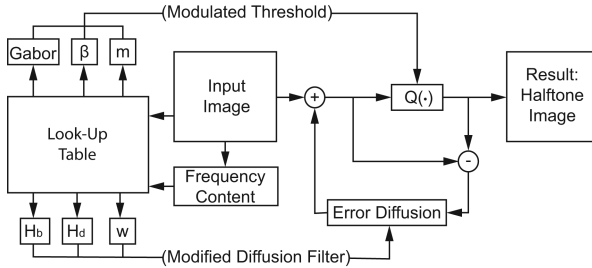 (Modulated Threshold)
Gabor
β
m
Input
Image
+
Q(·)
Result:
Halftone
Image
Look-Up
Table
-
Frequency
Content
Error Diffusion
Hb
Hd
w
(Modified Diffusion Filter)